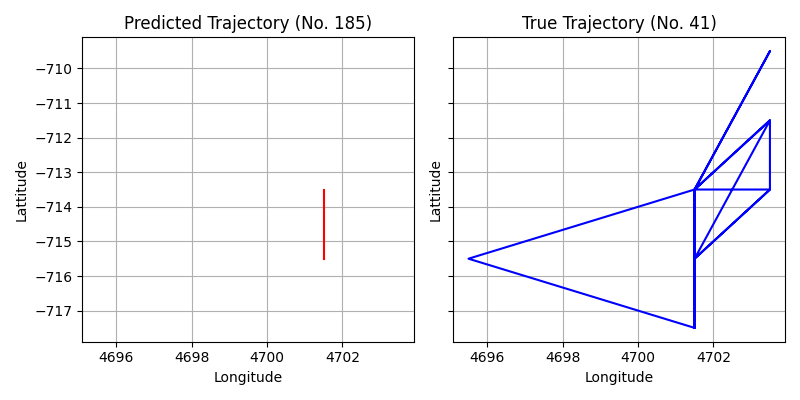 Predicted Trajectory (No. 185)
Lattitude
−710
−711
−712
−713
−714
−715
−716
−717
4696
4698
4700
4702
Longitude
True Trajectory (No. 41)
Lattitude
4696
4698
4700
4702
Longitude